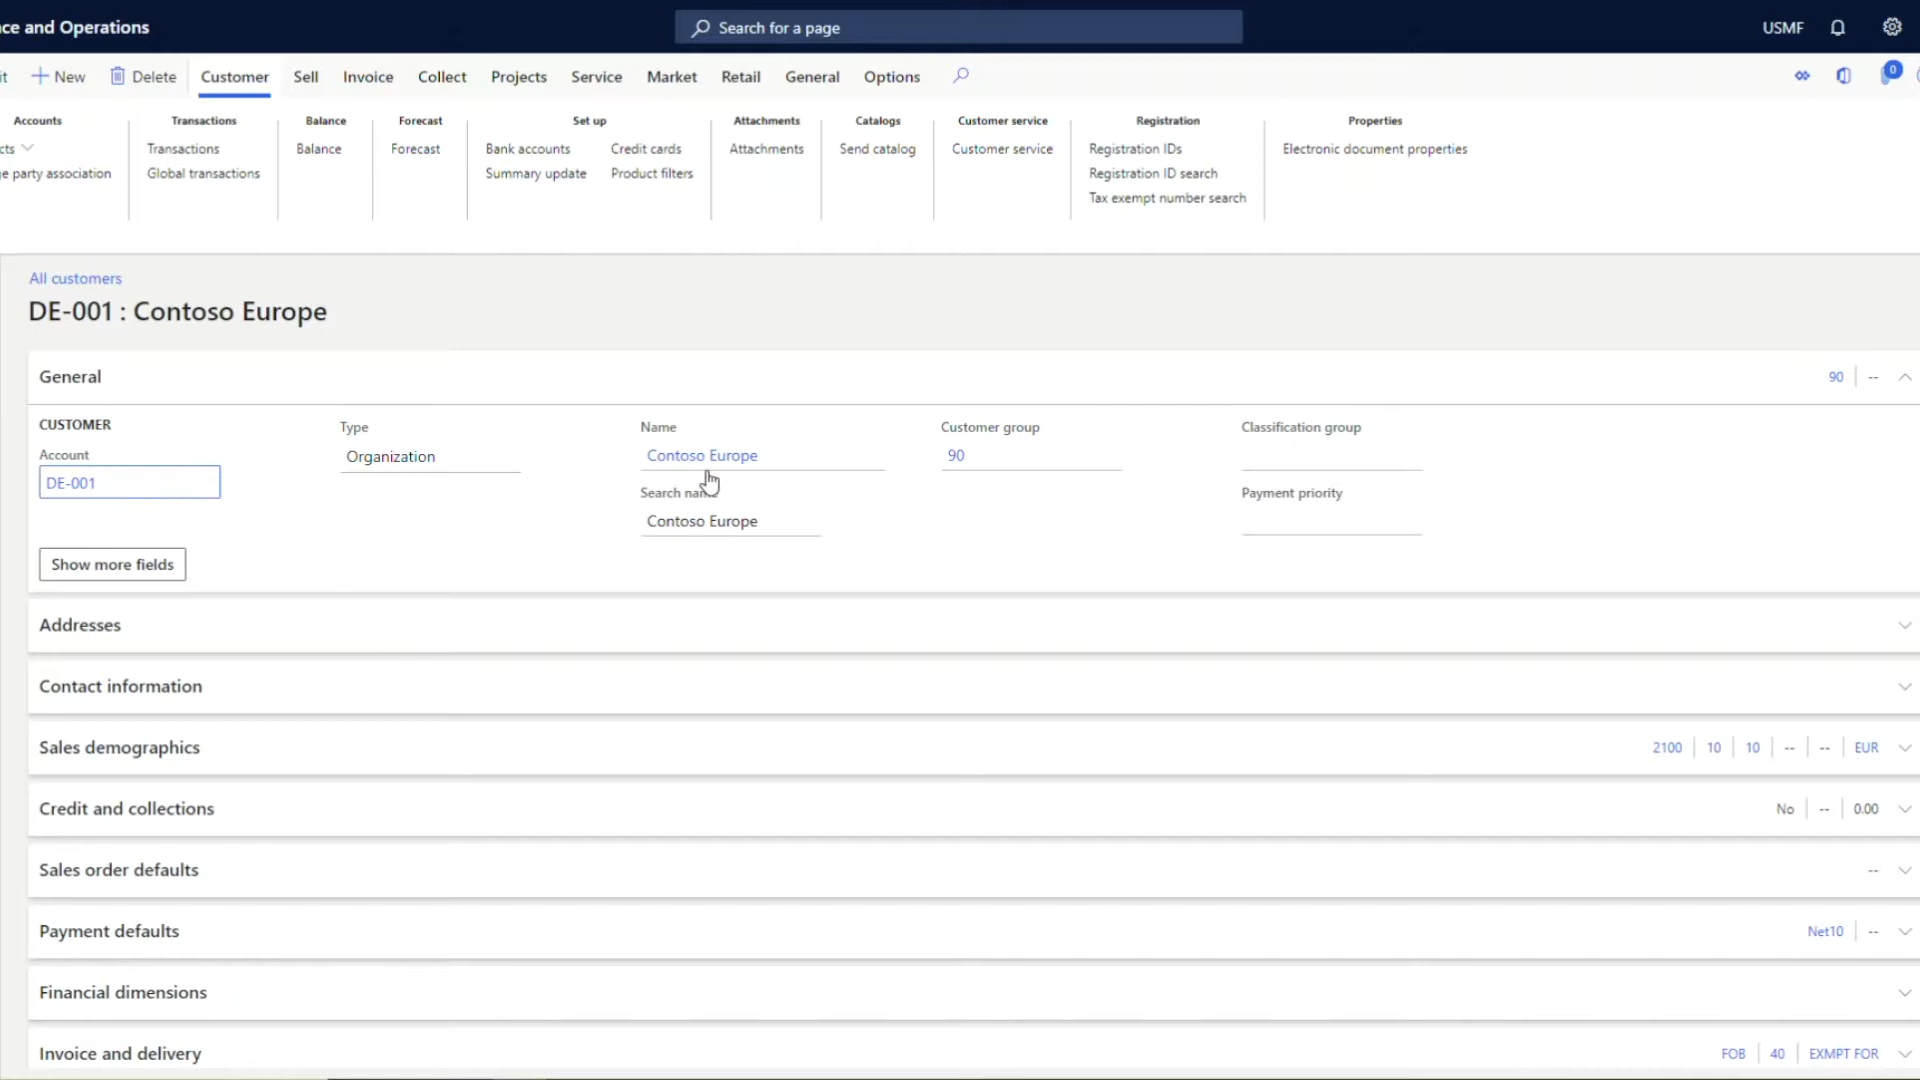 ce and Operations
Search for a page
USMF
it
New
Delete
Customer
Sell
Invoice
Collect
Projects
Service
Market
Retail
General
Options
0
Accounts
cts
e party association
Transactions
Transactions
Global transactions
Balance
Balance
Forecast
Forecast
Set up
Bank accounts
Summary update
Credit cards
Product filters
Attachments
Attachments
Catalogs
Send catalog
Customer service
Customer service
Registration
Registration IDs
Registration ID search
Tax exempt number search
Properties
Electronic document properties
All customers
DE-001 : Contoso Europe
General
90 | --
CUSTOMER
Account
DE-001
Type
Organization
Name
Contoso Europe
Search name
Contoso Europe
Customer group
90
Classification group
Payment priority
Show more fields
Addresses
Contact information
Sales demographics
2100 | 10 | 10 | -- | -- | EUR
Credit and collections
No | -- | 0.00
Sales order defaults
--
Payment defaults
Net10 | --
Financial dimensions
Invoice and delivery
FOB | 40 | EXMPT FOR